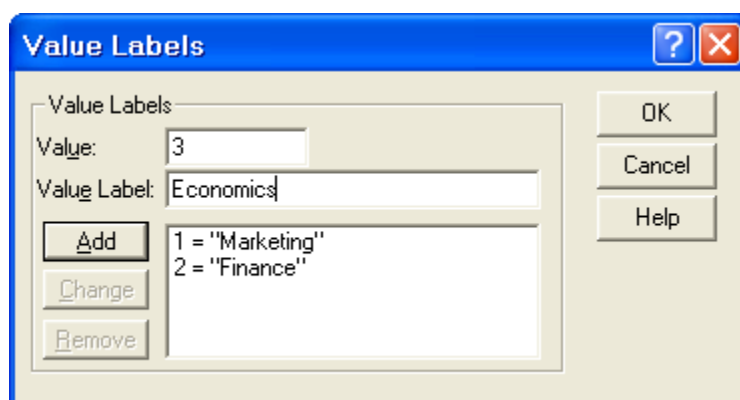 Value Labels
?
Value Labels
Value: 3
Value Label: Economics
Add
Change
Remove
1 = "Marketing"
2 = "Finance"
OK
Cancel
Help